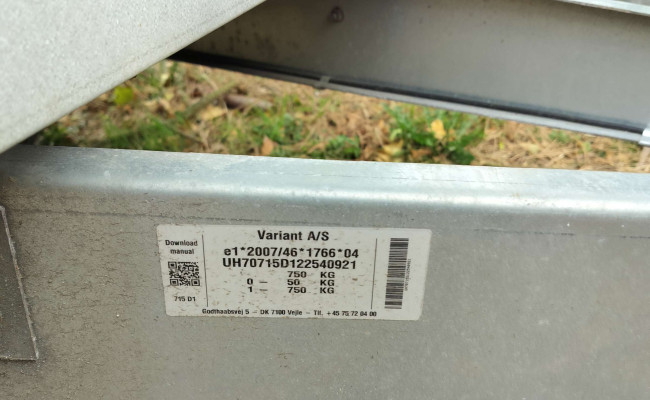 Variant A/S
Download
manual
e1*2007/46*1766*04
UH70715D122540921
750 KG
0 – 50 KG
1 – 750 KG
715 D1
Godthaabsvej 5 – DK 7100 Vejle – Tlf. +45 75 72 04 00